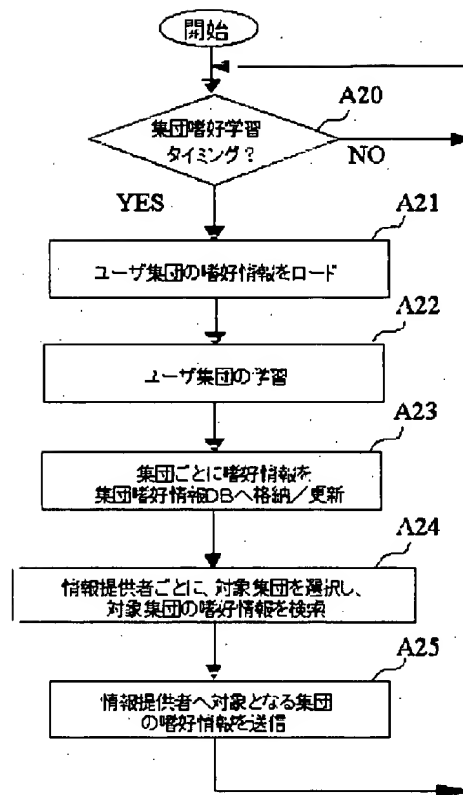 開始
A20
集団嗜好学習
タイミング？
NO
YES
A21
ユーザ集団の嗜好情報をロード
A22
ユーザ集団の学習
A23
集団ごとに嗜好情報を
集団嗜好情報DBへ格納／更新
A24
情報提供者ごとに、対象集団を選択し、
対象集団の嗜好情報を検索
A25
情報提供者へ対象となる集団
の嗜好情報を送信